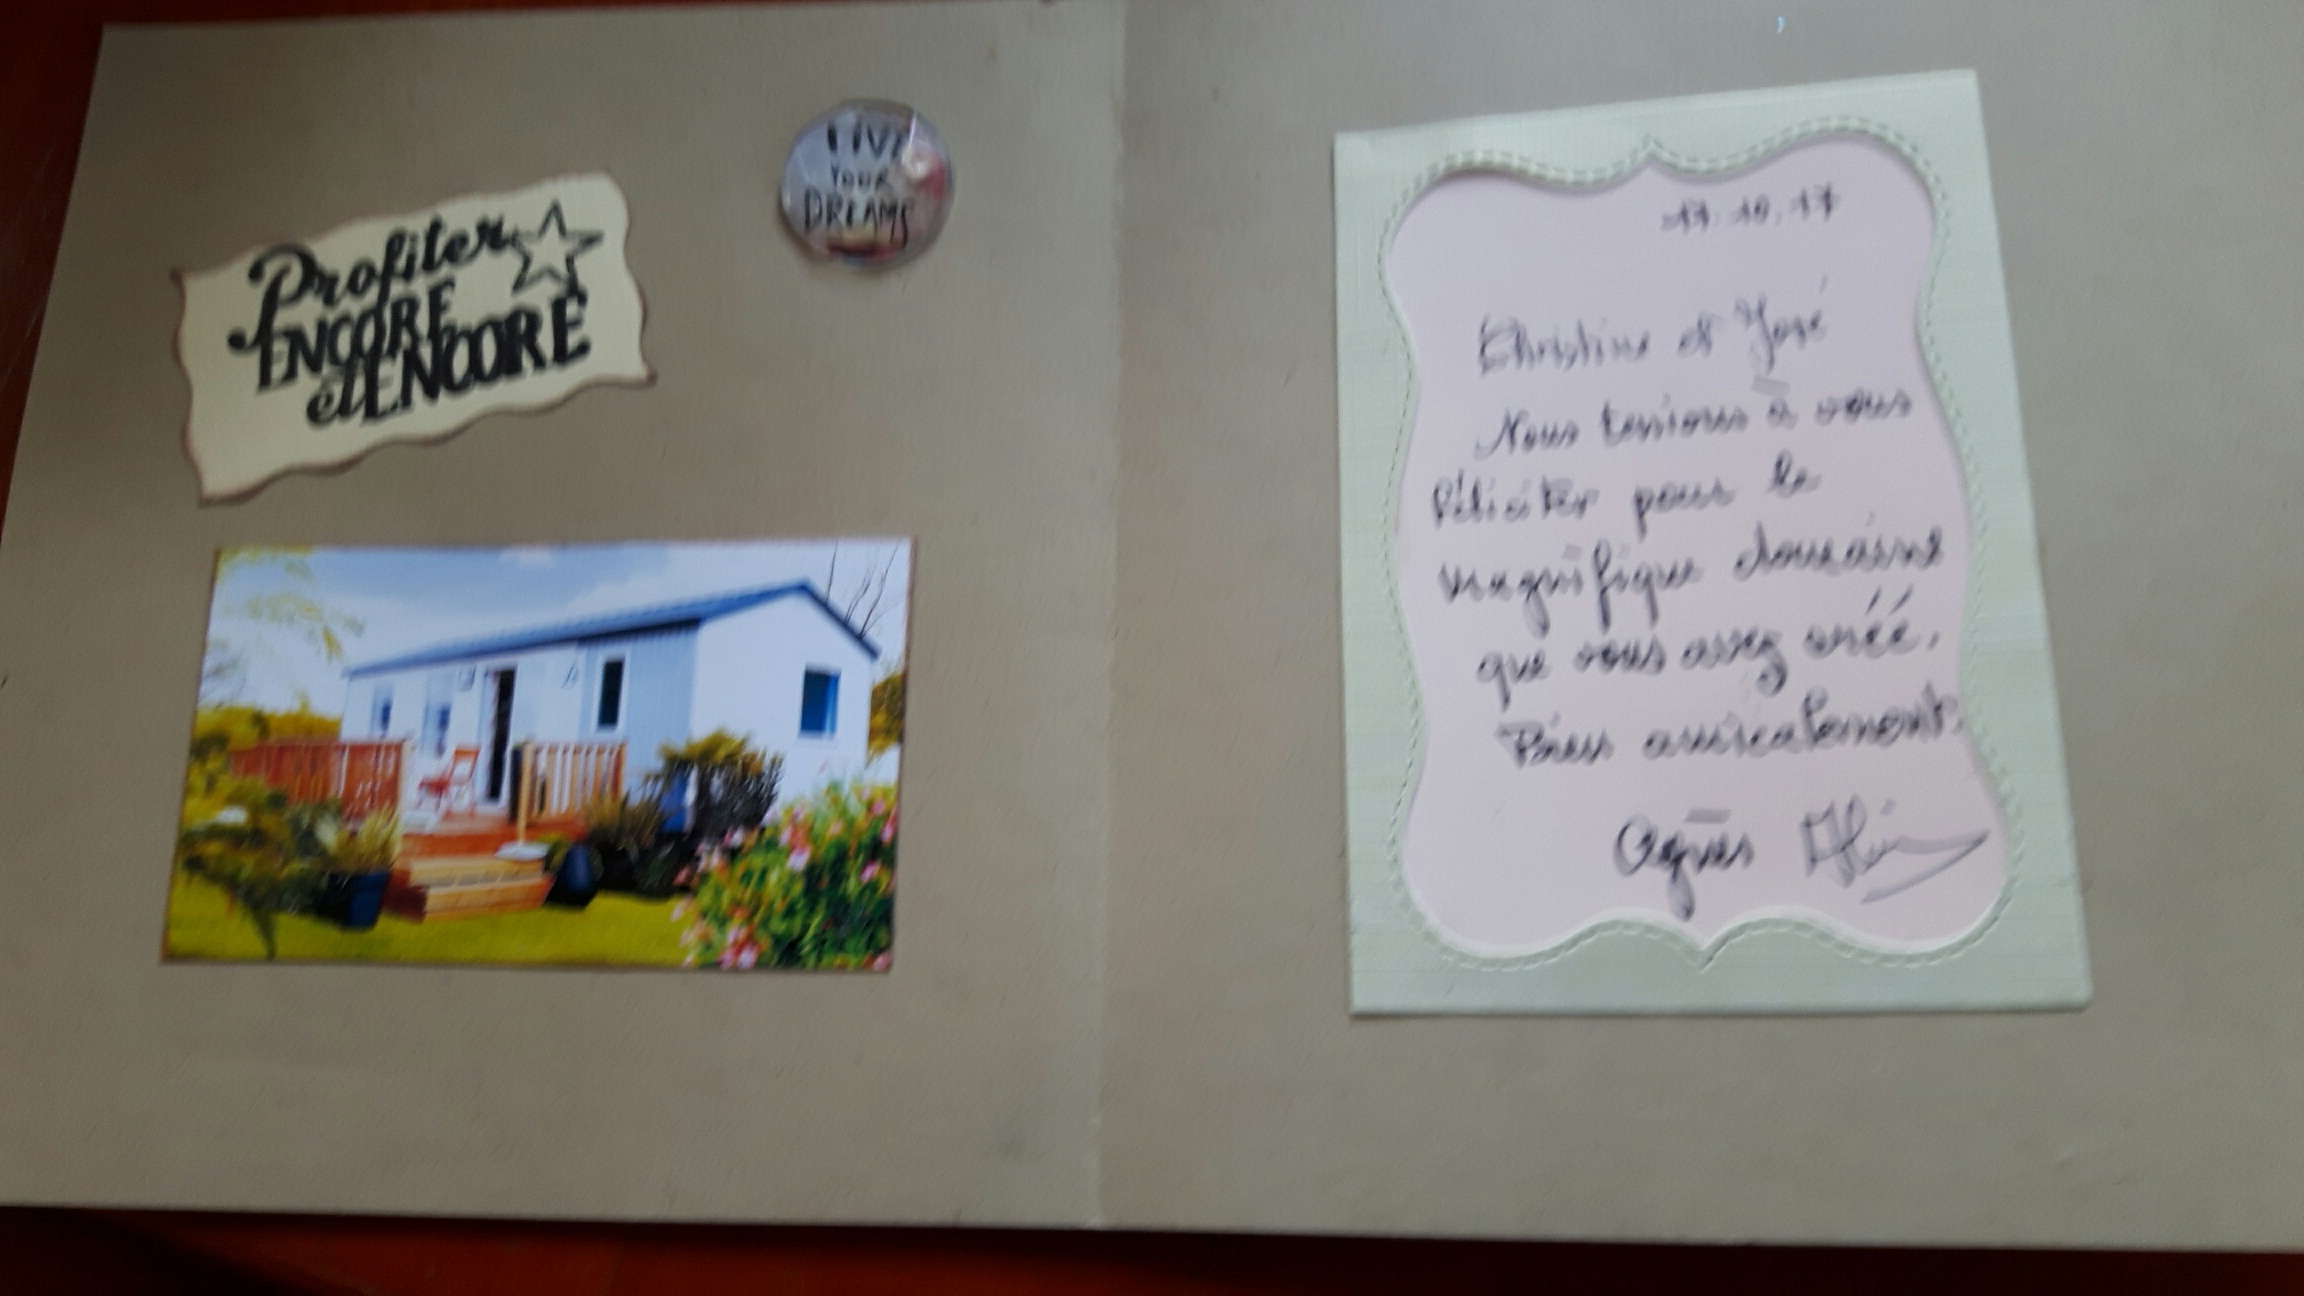 Profiter
ENCORE
et ENCORE
LIVE
YOUR
DREAMS
17.10.17
Christine et José
Nous tenions à vous
féliciter pour le
magnifique domaine
que vous avez créé.
Bien amicalement.
Agnès